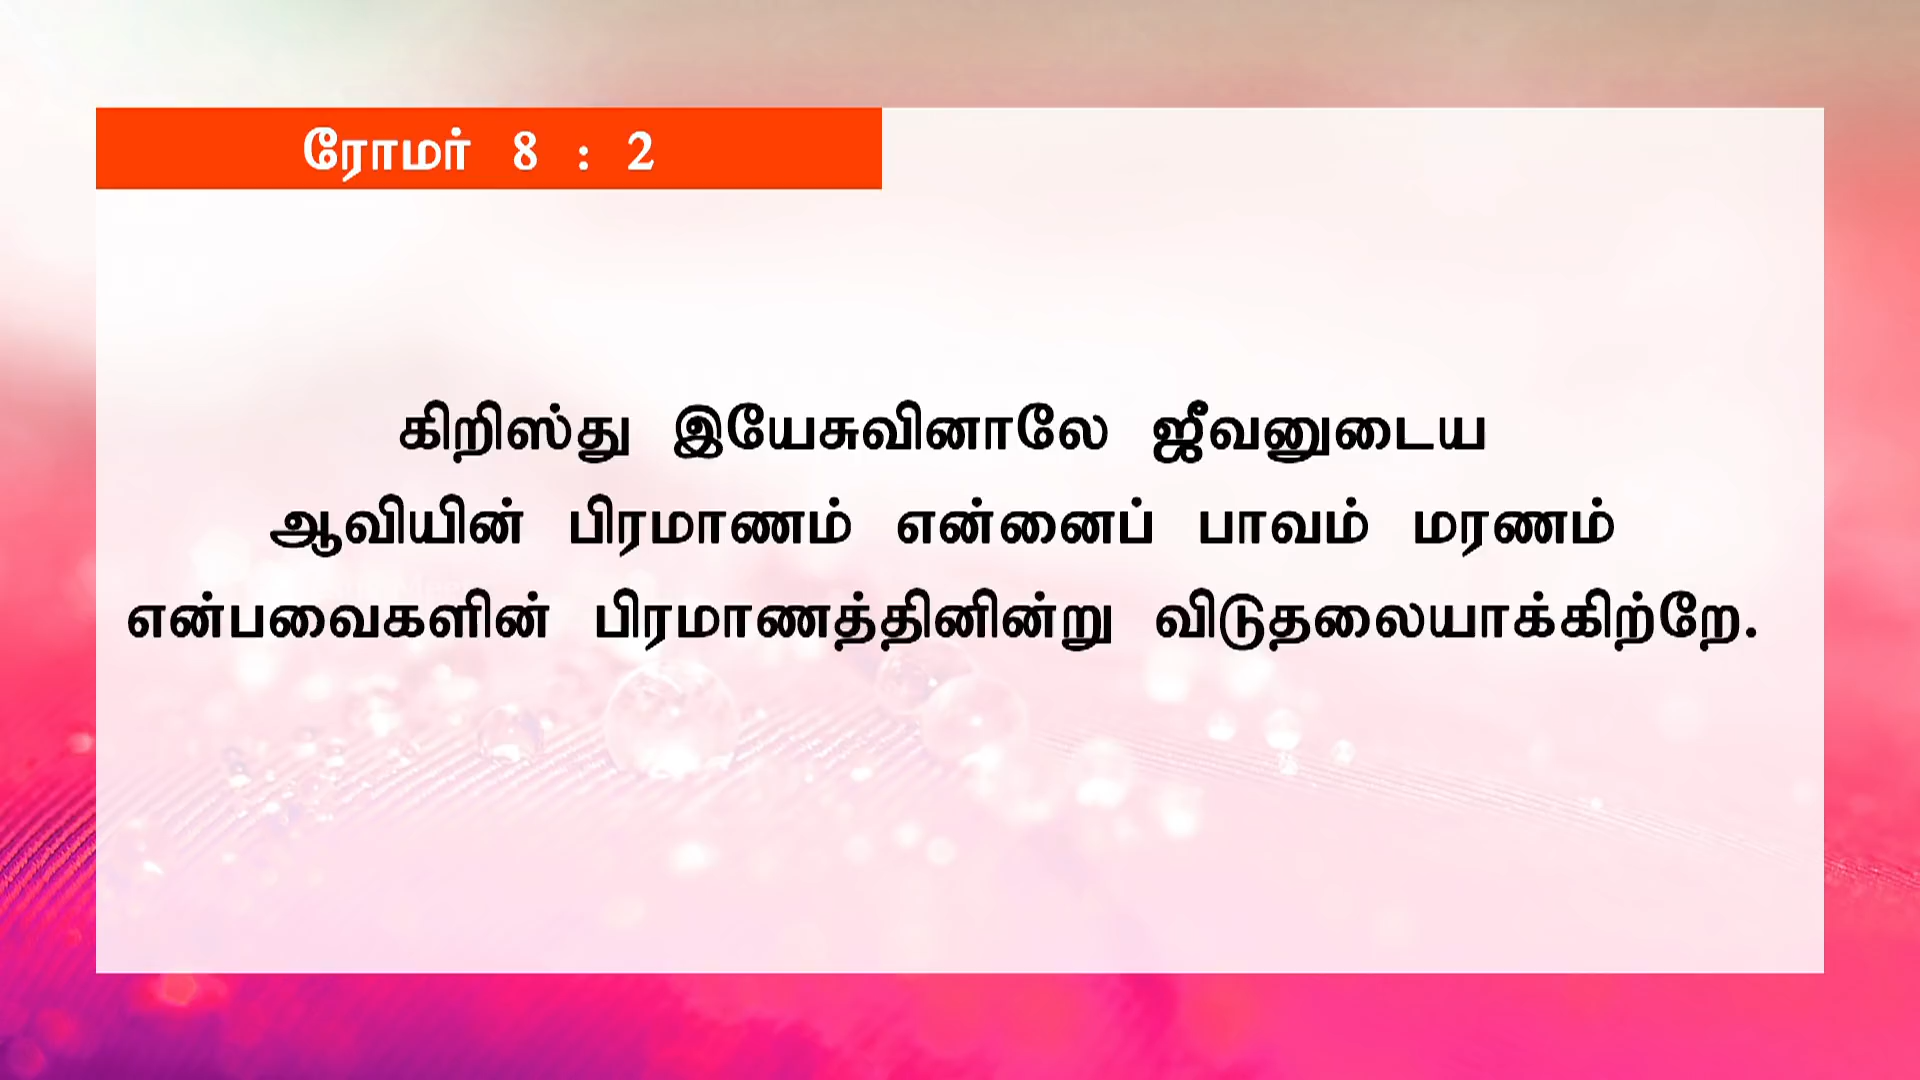 ரோமர் 8 : 2
கிறிஸ்து இயேசுவினாலே ஜீவனுடைய
ஆவியின் பிரமாணம் என்னைப் பாவம் மரணம்
என்பவைகளின் பிரமாணத்தினின்று விடுதலையாக்கிற்றே.